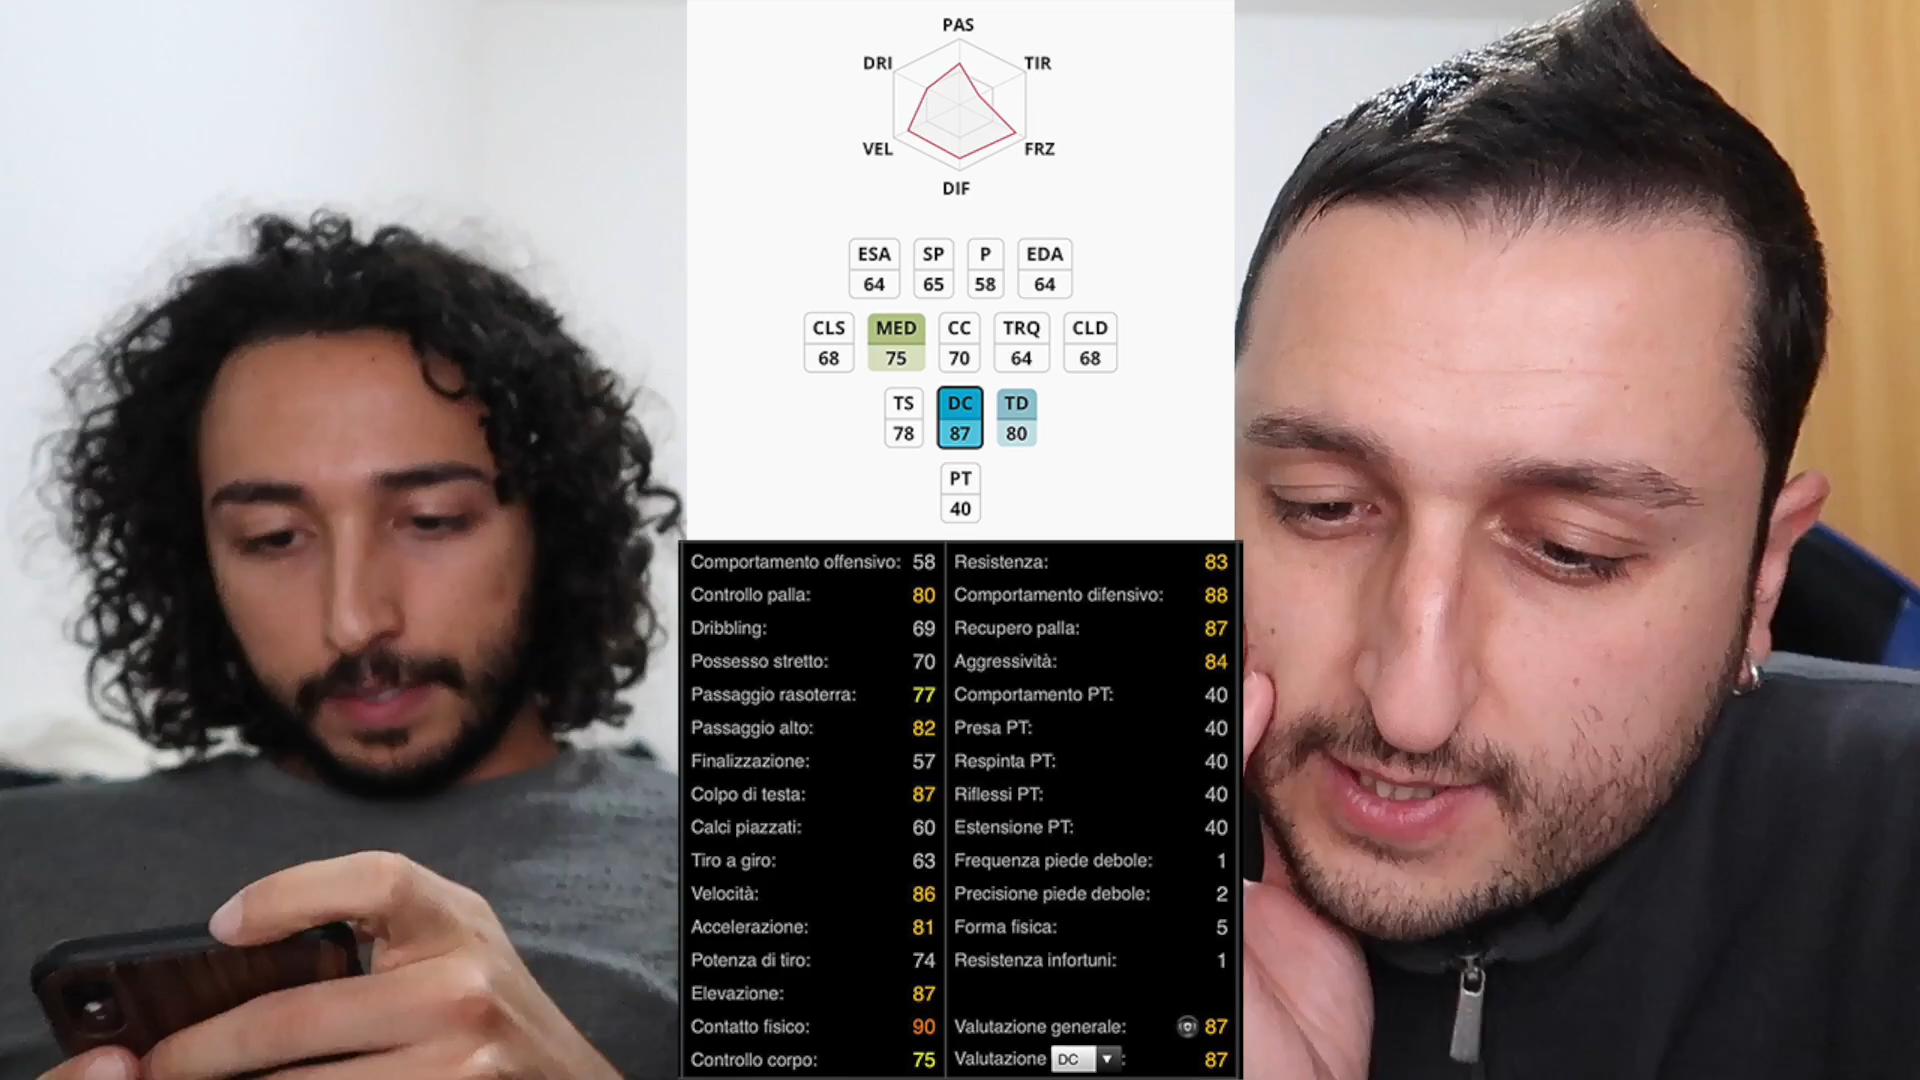 PAS
DRI TIR
VEL FRZ
DIF
ESA SP P EDA
64 65 58 64
CLS MED CC TRQ CLD
68 75 70 64 68
TS DC TD
78 87 80
PT
40
Comportamento offensivo: 58 Resistenza: 83
Controllo palla: 80 Comportamento difensivo: 88
Dribbling: 69 Recupero palla: 87
Possesso stretto: 70 Aggressività: 84
Passaggio rasoterra: 77 Comportamento PT: 40
Passaggio alto: 82 Presa PT: 40
Finalizzazione: 57 Respinta PT: 40
Colpo di testa: 87 Riflessi PT: 40
Calci piazzati: 60 Estensione PT: 40
Tiro a giro: 63 Frequenza piede debole: 1
Velocità: 86 Precisione piede debole: 2
Accelerazione: 81 Forma fisica: 5
Potenza di tiro: 74 Resistenza infortuni: 1
Elevazione: 87
Contatto fisico: 90 Valutazione generale: 87
Controllo corpo: 75 Valutazione DC : 87